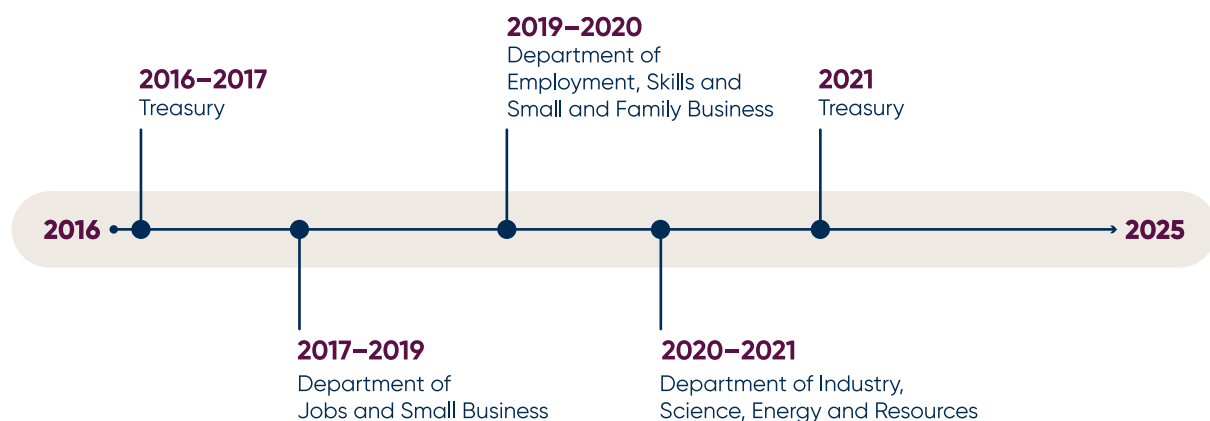 2019–2020
Department of
Employment, Skills and
Small and Family Business
2016–2017
Treasury
2021
Treasury
2016
2025
2017–2019
Department of
Jobs and Small Business
2020–2021
Department of Industry,
Science, Energy and Resources